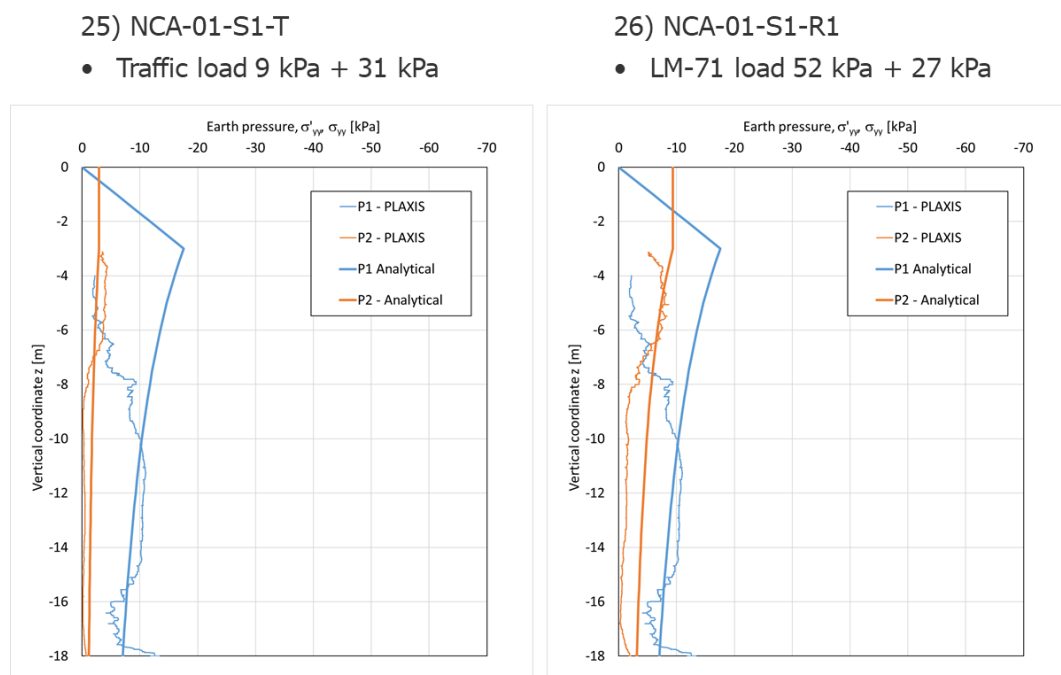 25) NCA-01-S1-T
• Traffic load 9 kPa + 31 kPa
Earth pressure, σ'yy, σyy [kPa]
0 -10 -20 -30 -40 -50 -60 -70
0
-2
-4
-6
-8
-10
-12
-14
-16
-18
Vertical coordinate z [m]
P1 - PLAXIS
P2 - PLAXIS
P1 Analytical
P2 - Analytical
26) NCA-01-S1-R1
• LM-71 load 52 kPa + 27 kPa
Earth pressure, σ'yy, σyy [kPa]
0 -10 -20 -30 -40 -50 -60 -70
0
-2
-4
-6
-8
-10
-12
-14
-16
-18
Vertical coordinate z [m]
P1 - PLAXIS
P2 - PLAXIS
P1 Analytical
P2 - Analytical